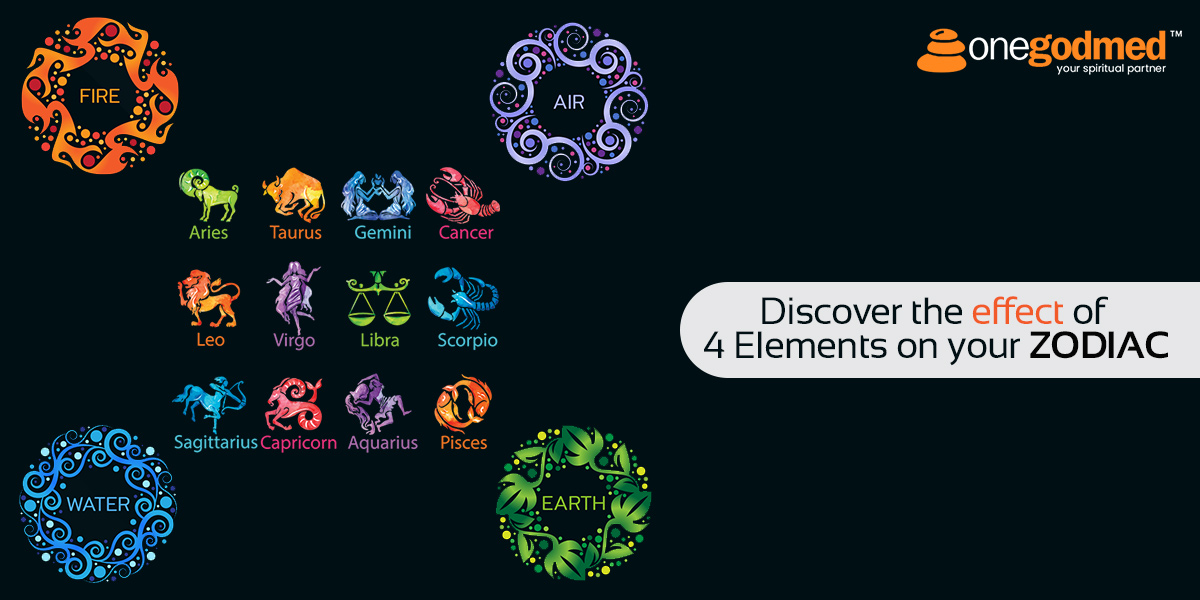 FIRE
AIR
onegodmed™
your spiritual partner
Aries Taurus Gemini Cancer
Leo Virgo Libra Scorpio
Discover the effect of
4 Elements on your ZODIAC
Sagittarius Capricorn Aquarius Pisces
WATER
EARTH